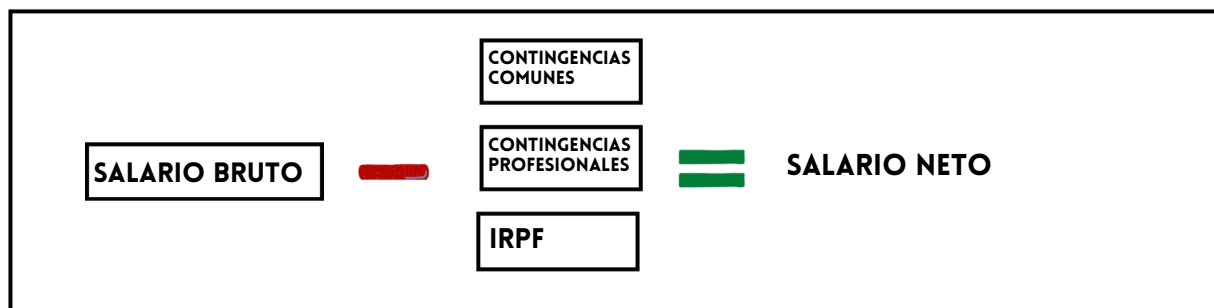 SALARIO BRUTO
CONTINGENCIAS
COMUNES
CONTINGENCIAS
PROFESIONALES
IRPF
SALARIO NETO